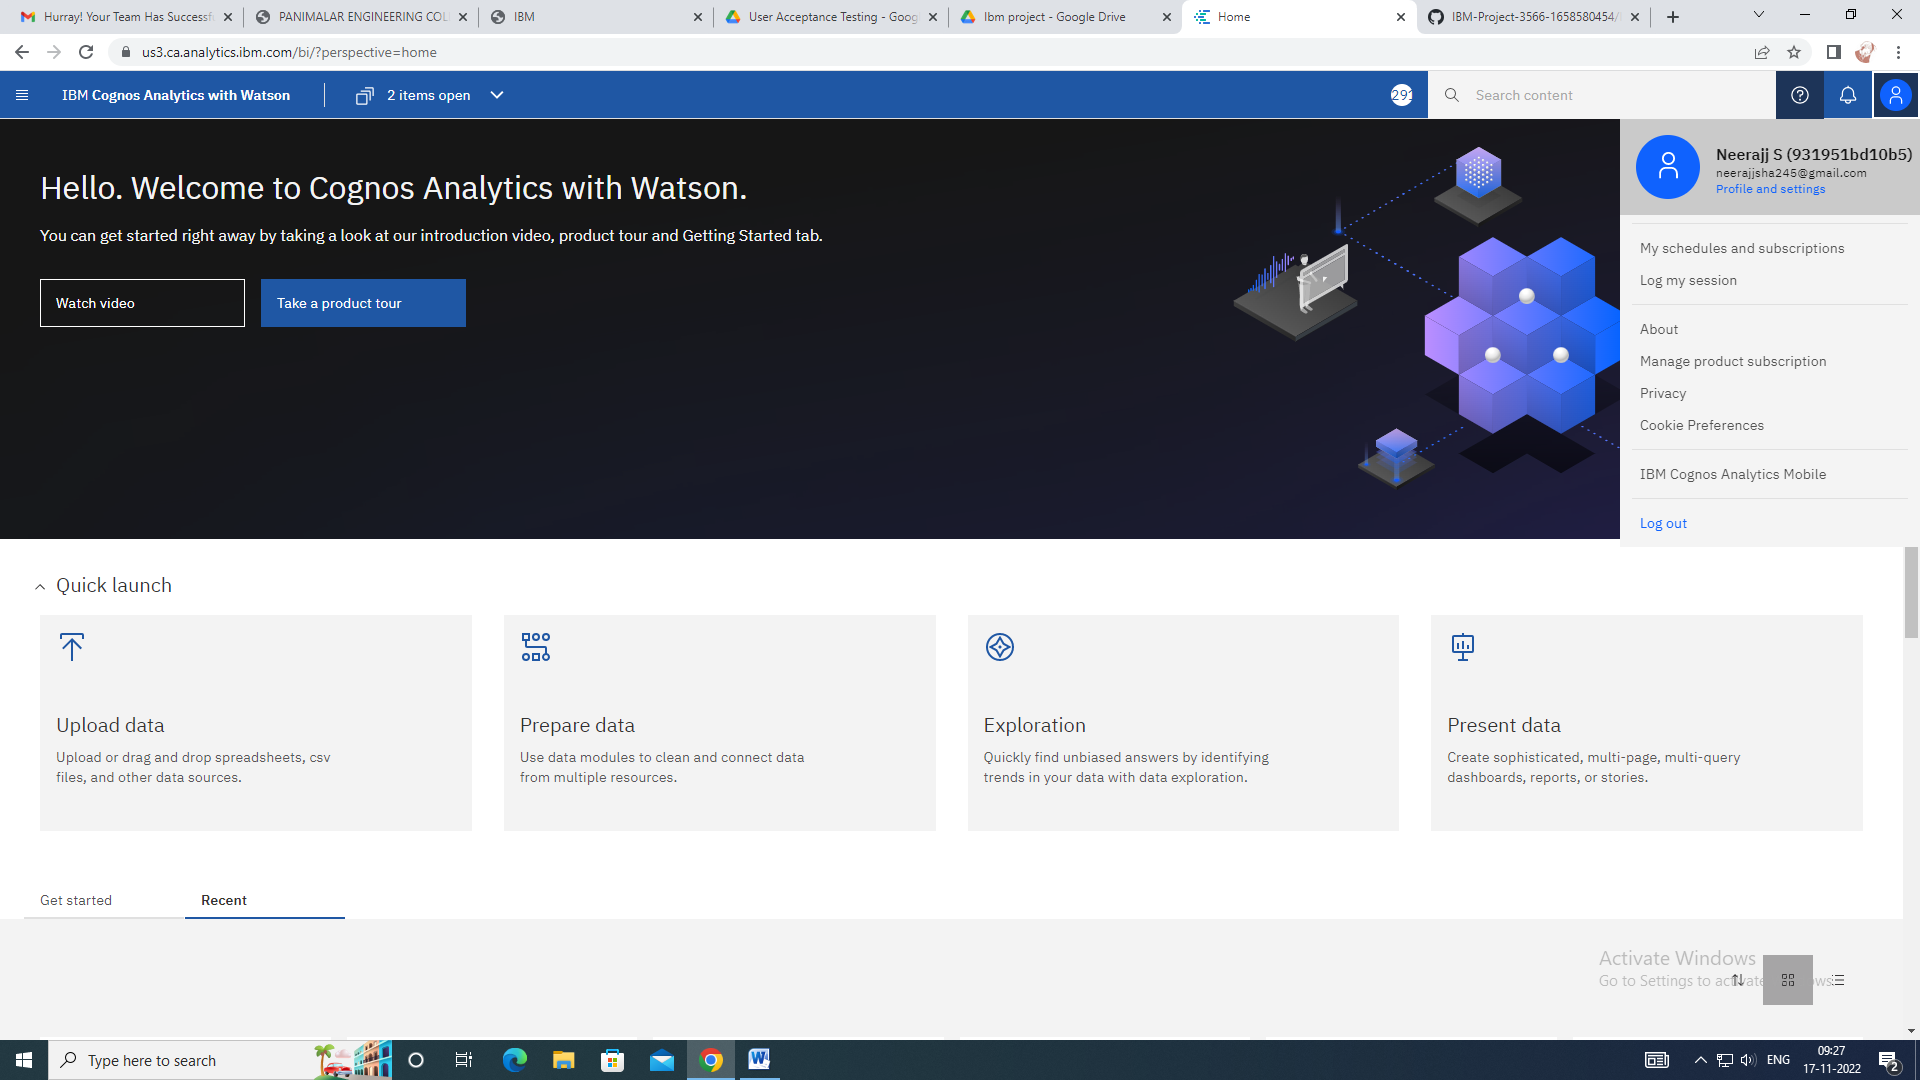 Hurray! Your Team Has Successf
PANIMALAR ENGINEERING COL
IBM
User Acceptance Testing - Goog
Ibm project - Google Drive
Home
IBM-Project-3566-1658580454/
us3.ca.analytics.ibm.com/bi/?perspective=home
IBM Cognos Analytics with Watson
2 items open
291
Search content
Hello. Welcome to Cognos Analytics with Watson.
You can get started right away by taking a look at our introduction video, product tour and Getting Started tab.
Watch video
Take a product tour
Neerajj S (931951bd10b5)
neerajjsha245@gmail.com
Profile and settings
My schedules and subscriptions
Log my session
About
Manage product subscription
Privacy
Cookie Preferences
IBM Cognos Analytics Mobile
Log out
Quick launch
Upload data
Upload or drag and drop spreadsheets, csv
files, and other data sources.
Prepare data
Use data modules to clean and connect data
from multiple resources.
Exploration
Quickly find unbiased answers by identifying
trends in your data with data exploration.
Present data
Create sophisticated, multi-page, multi-query
dashboards, reports, or stories.
Get started
Recent
Activate Windows
Go to Settings to activate
Type here to search
ENG
09:27
17-11-2022
2